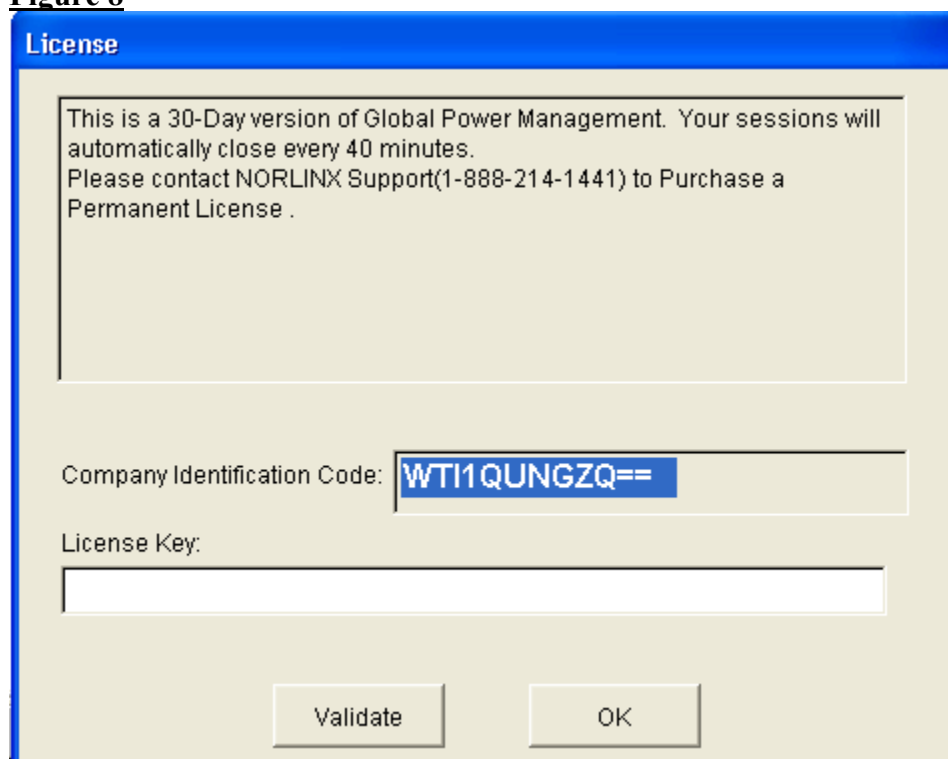 Figure 8
License
This is a 30-Day version of Global Power Management.  Your sessions will
automatically close every 40 minutes.
Please contact NORLINX Support(1-888-214-1441) to Purchase a
Permanent License .
Company Identification Code:
WTI1QUNGZQ==
License Key:
Validate
OK